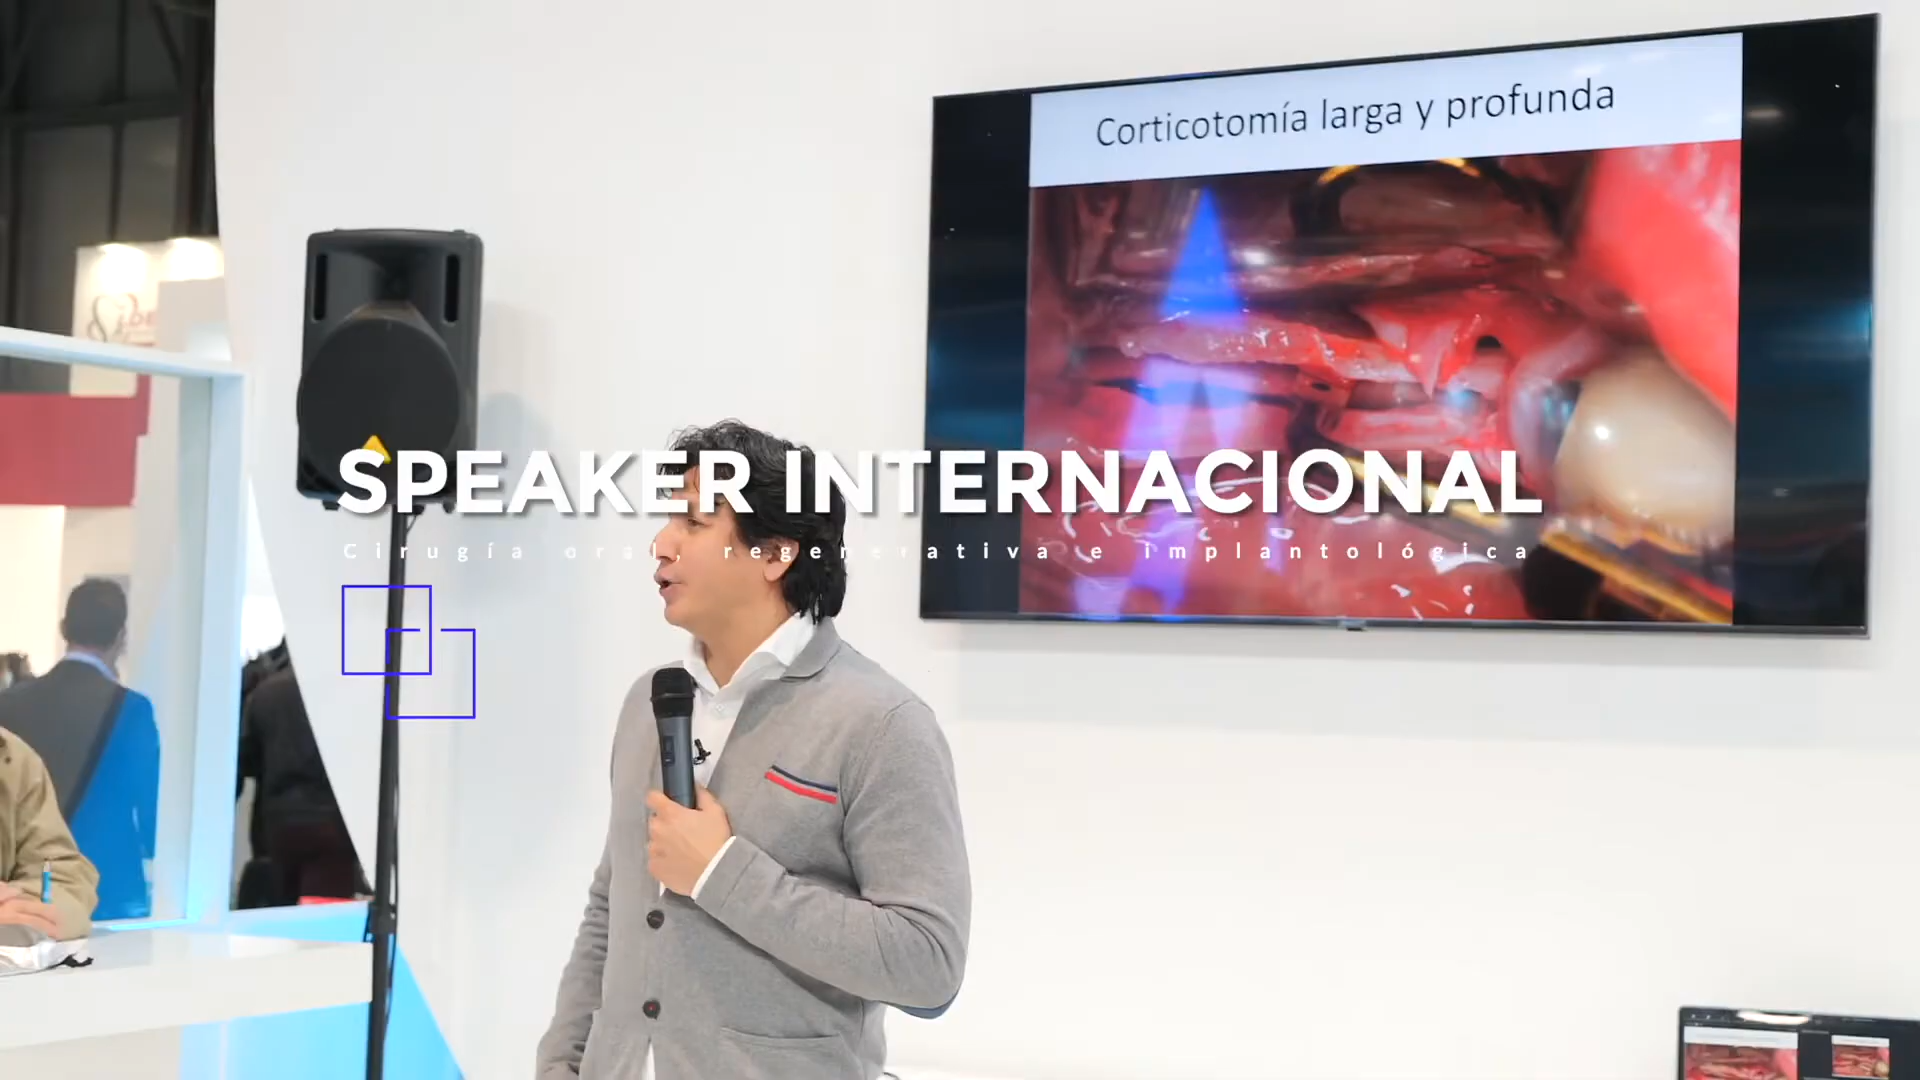 Corticotomía larga y profunda
SPEAKER INTERNACIONAL
Cirugía oral, regenerativa e implantológica